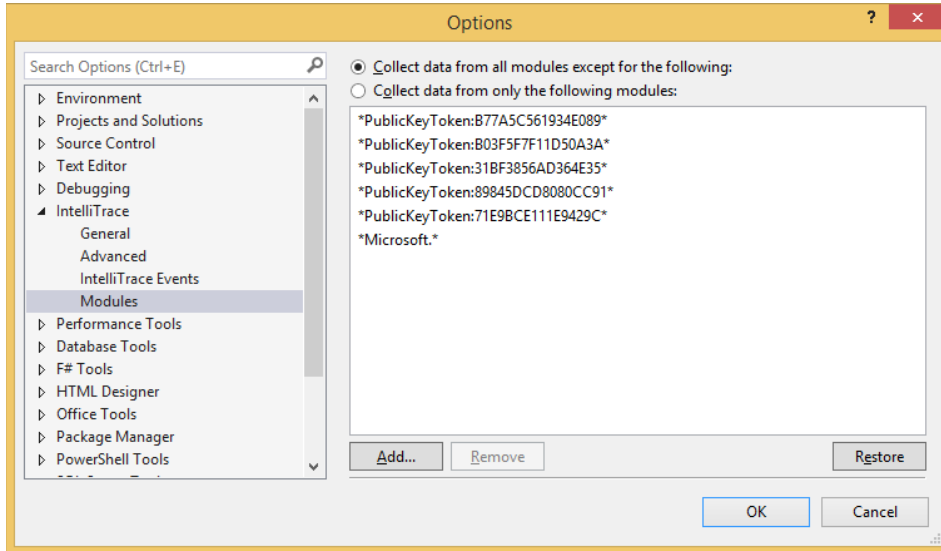 Options
?
Search Options (Ctrl+E)
Environment
Projects and Solutions
Source Control
Text Editor
Debugging
IntelliTrace
General
Advanced
IntelliTrace Events
Modules
Performance Tools
Database Tools
F# Tools
HTML Designer
Office Tools
Package Manager
PowerShell Tools
Collect data from all modules except for the following:
Collect data from only the following modules:
*PublicKeyToken:B77A5C561934E089*
*PublicKeyToken:B03F5F7F11D50A3A*
*PublicKeyToken:31BF3856AD364E35*
*PublicKeyToken:89845DCD8080CC91*
*PublicKeyToken:71E9BCE111E9429C*
*Microsoft.*
Add...
Remove
Restore
OK
Cancel